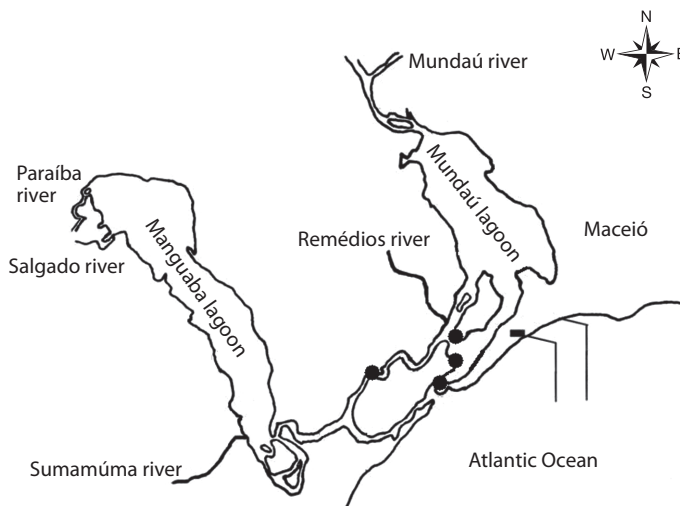 N
Mundaú river
W
E
S
Mundaú lagoon
Paraíba
river
Manguaba lagoon
Remédios river
Maceió
Salgado river
Sumamúma river
Atlantic Ocean